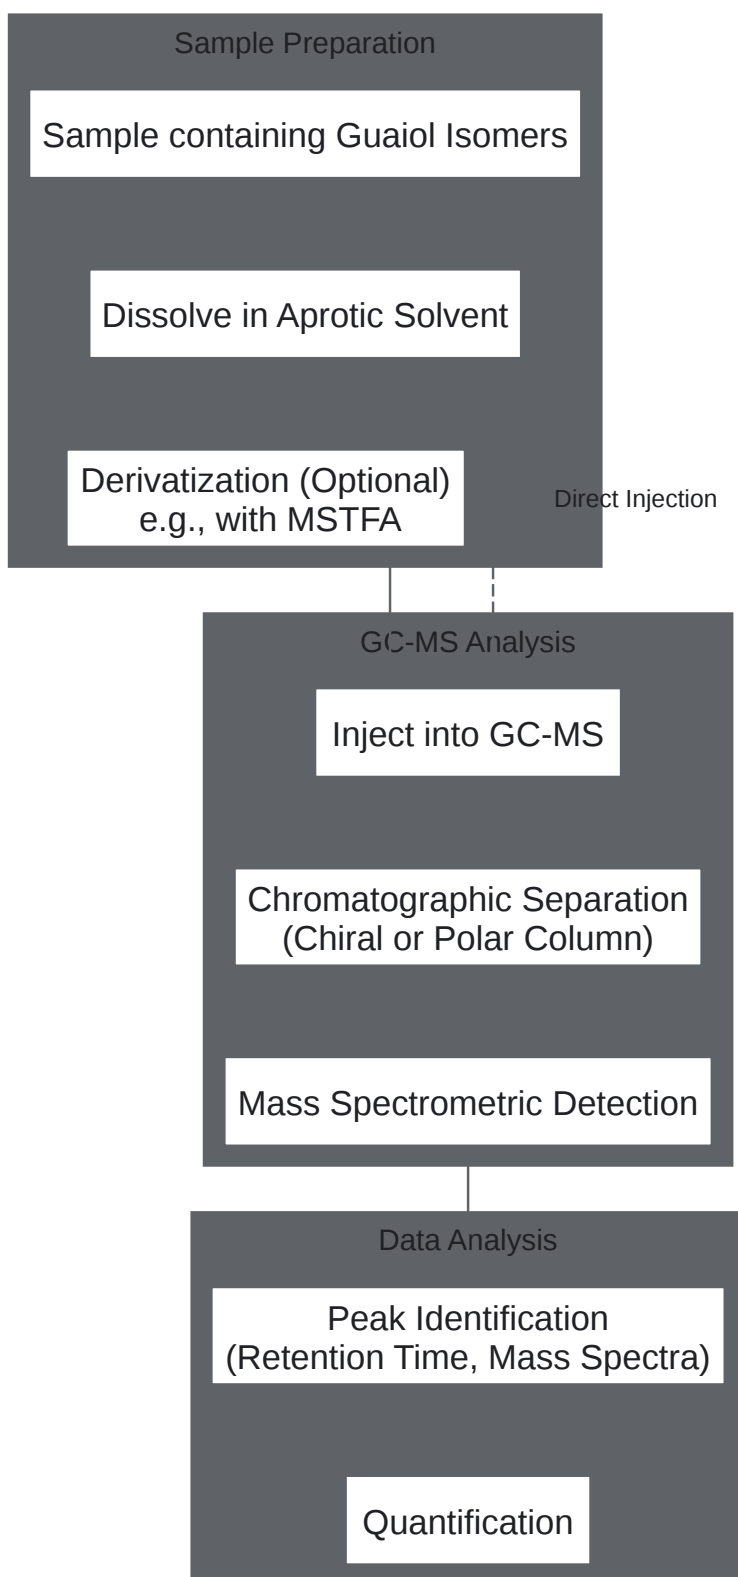 Sample Preparation
Sample containing Guaiol Isomers
Dissolve in Aprotic Solvent
Derivatization (Optional)
e.g., with MSTFA
Direct Injection
GC-MS Analysis
Inject into GC-MS
Chromatographic Separation
(Chiral or Polar Column)
Mass Spectrometric Detection
Data Analysis
Peak Identification
(Retention Time, Mass Spectra)
Quantification